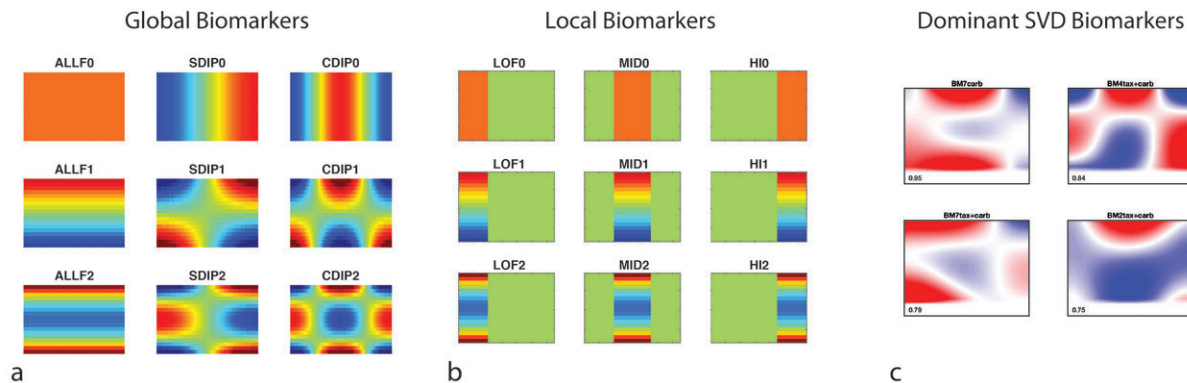 Global Biomarkers
ALLF0 SDIP0 CDIP0
ALLF1 SDIP1 CDIP1
ALLF2 SDIP2 CDIP2
a
Local Biomarkers
LOF0 MID0 HI0
LOF1 MID1 HI1
LOF2 MID2 HI2
b
Dominant SVD Biomarkers
BM7carb BM4tax+carb
0.95 0.84
BM7tax+carb BM2tax+carb
0.79 0.75
c